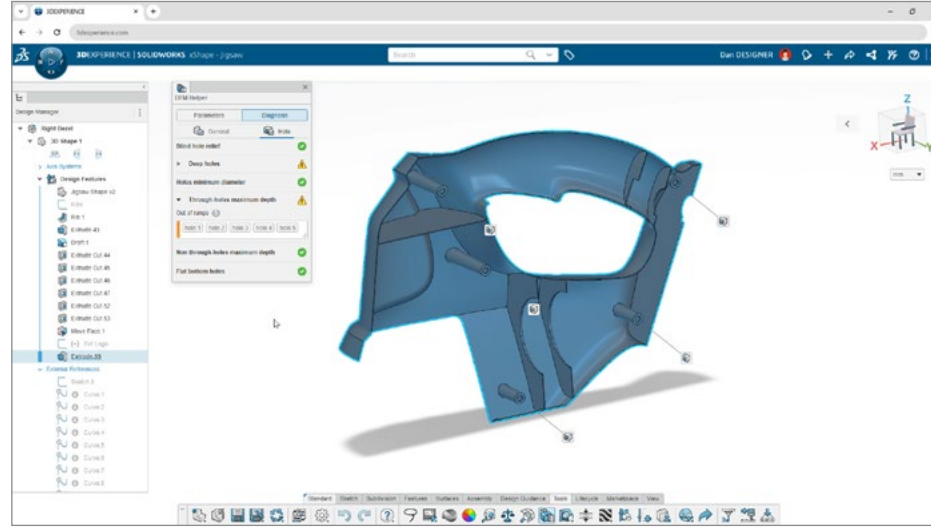 3DEXPERIENCE
3dexperience.com
3DEXPERIENCE | SOLIDWORKS xShape - Jigsaw
Search
Dan DESIGNER
DFM Helper
Parameters Diagnosis
General Hole
Blind hole relief
Deep holes
Holes minimum diameter
Through holes maximum depth
Out of range
hole 1 hole 2 hole 3 hole 4 hole 5
Non through holes maximum depth
Flat bottom holes
Design Manager
Right Bezel
3D Shape 1
Axis Systems
Design Features
Jigsaw Shape v2
Rib 1
Extrude 43
Draft 1
Extrude Cut 44
Extrude Cut 45
Extrude Cut 46
Extrude Cut 47
Extrude Cut 52
Extrude Cut 53
Move Face 1
Extrude.55
External References
Sketch 3
Curve.1
Curve.2
Curve.3
Curve.4
Curve.5
Curve.6
Curve.7
Curve.8
Z
X
Y
mm
Standard Sketch Subdivision Features Surfaces Assembly Design Guidance Tools Lifecycle Marketplace View